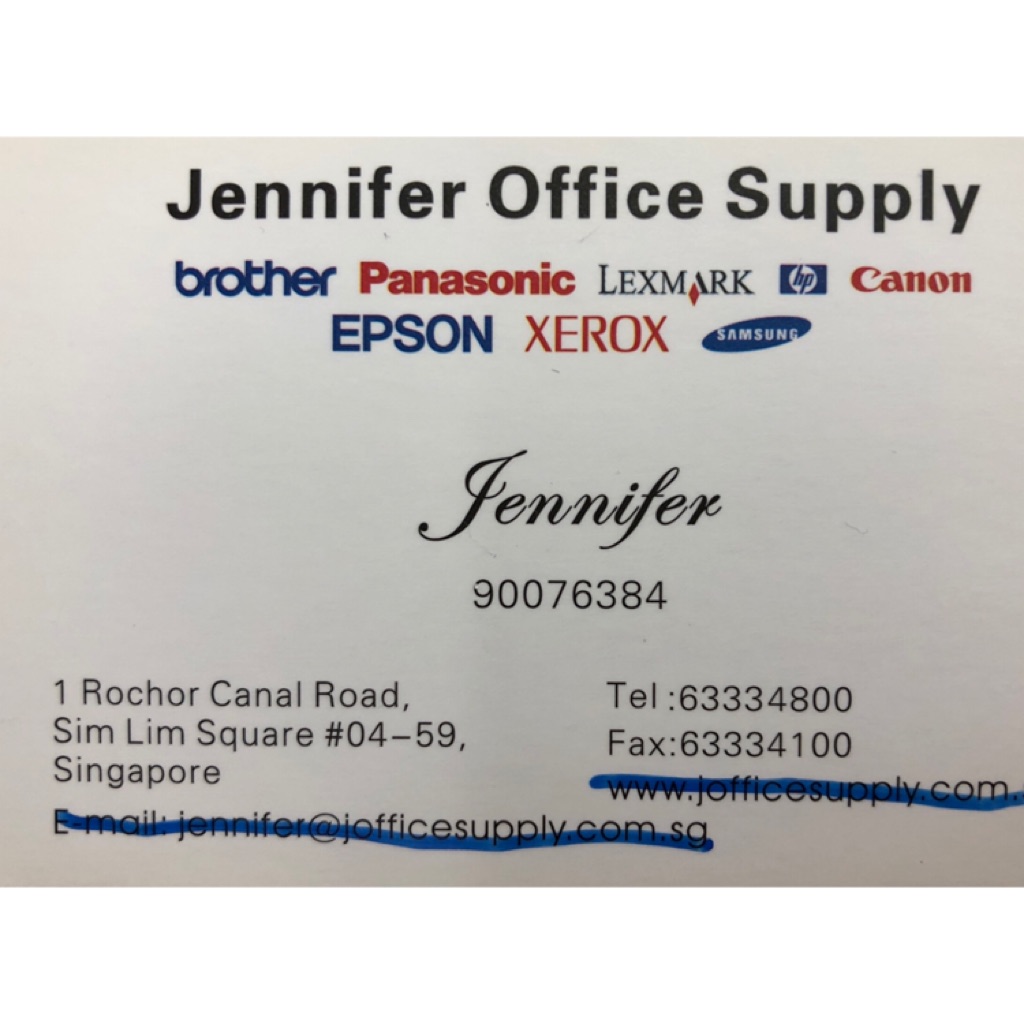 Jennifer Office Supply
brother Panasonic LEXMARK hp Canon
EPSON XEROX SAMSUNG
Jennifer
90076384
1 Rochor Canal Road,
Sim Lim Square #04–59,
Singapore
E-mail: jennifer@jofficesupply.com.sg
Tel :63334800
Fax:63334100
www.jofficesupply.com.